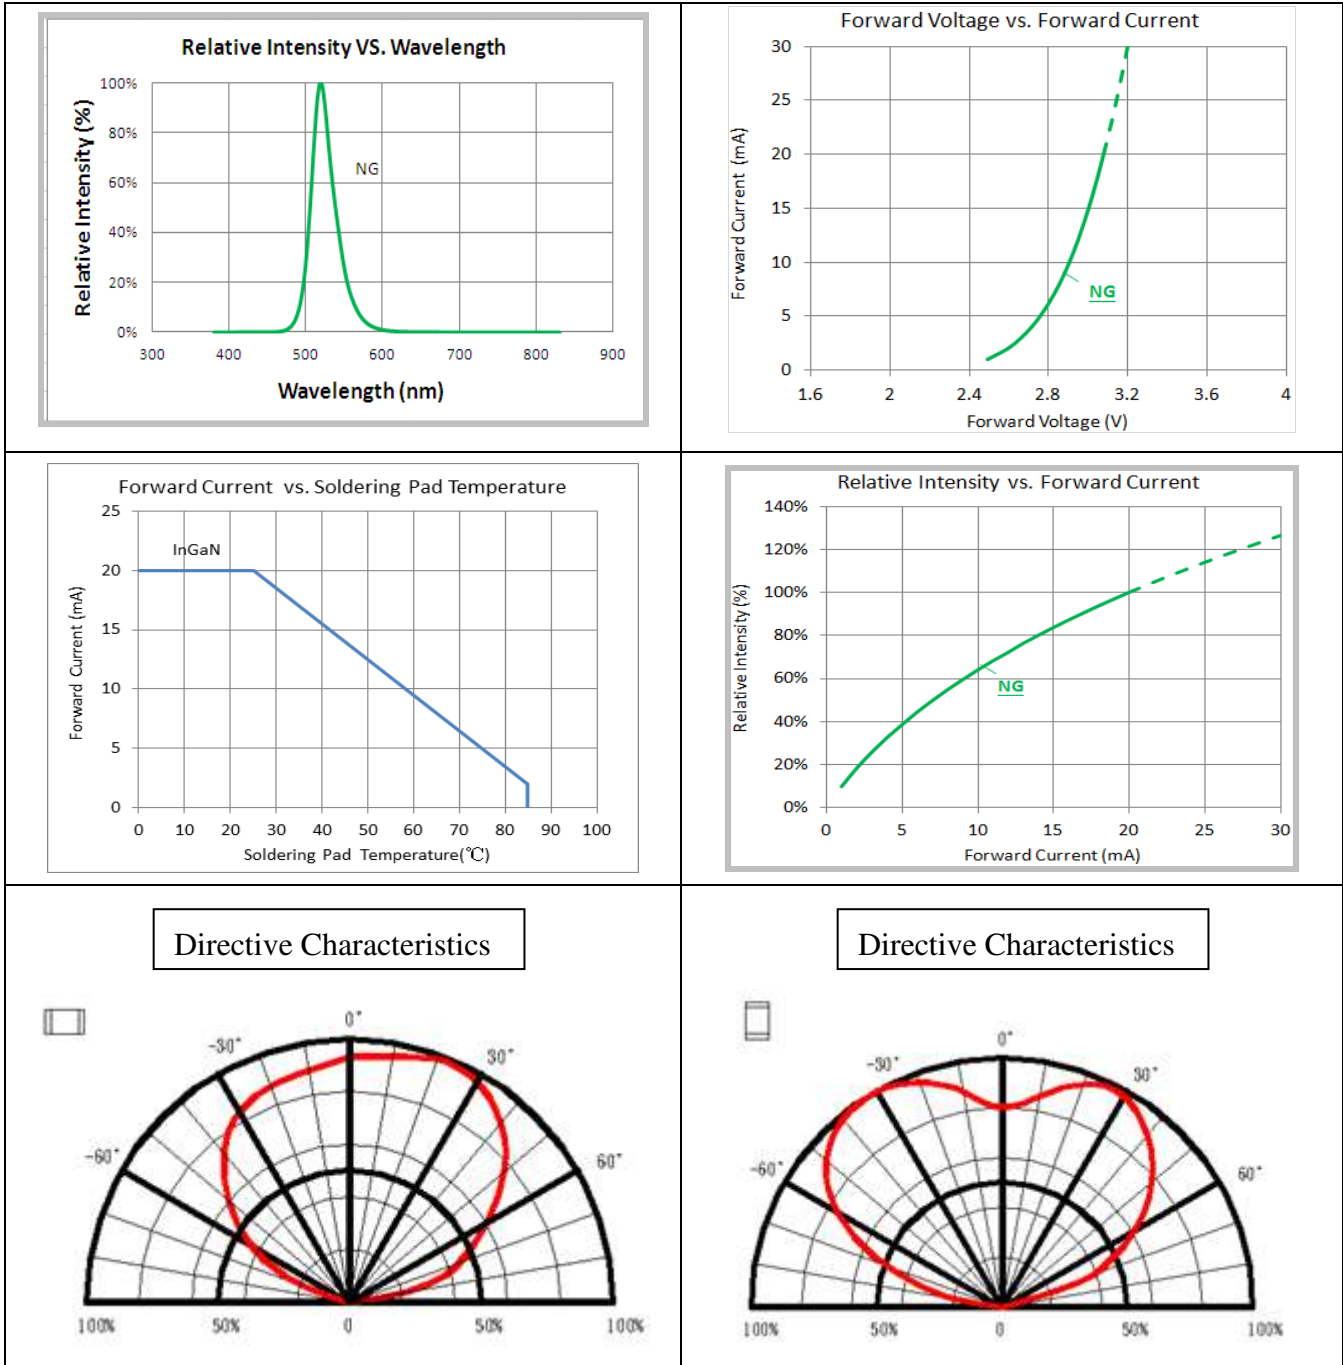 Relative Intensity VS. Wavelength
Relative Intensity (%)
100%
80%
60%
40%
20%
0%
NG
300 400 500 600 700 800 900
Wavelength (nm)
Forward Voltage vs. Forward Current
Forward Current (mA)
30
25
20
15
10
5
0
NG
1.6 2 2.4 2.8 3.2 3.6 4
Forward Voltage (V)
Forward Current vs. Soldering Pad Temperature
Forward Current (mA)
25
20
15
10
5
0
InGaN
0 10 20 30 40 50 60 70 80 90 100
Soldering Pad Temperature(℃)
Relative Intensity vs. Forward Current
Relative Intensity (%)
140%
120%
100%
80%
60%
40%
20%
0%
NG
0 5 10 15 20 25 30
Forward Current (mA)
Directive Characteristics
0°
-30° 30°
-60° 60°
100% 50% 0 50% 100%
Directive Characteristics
0°
-30° 30°
-60° 60°
100% 50% 0 50% 100%